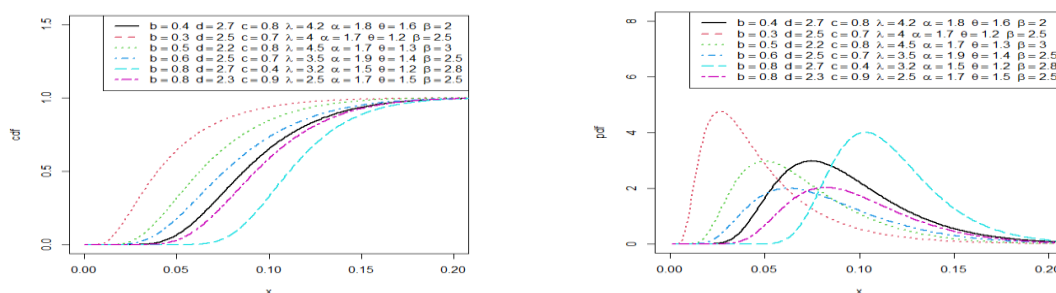 b=0.4 d=2.7 c=0.8 λ=4.2 α=1.8 θ=1.6 β=2
b=0.3 d=2.5 c=0.7 λ=4 α=1.7 θ=1.2 β=2.5
b=0.5 d=2.2 c=0.8 λ=4.5 α=1.7 θ=1.3 β=3
b=0.6 d=2.5 c=0.7 λ=3.5 α=1.9 θ=1.4 β=2.5
b=0.8 d=2.7 c=0.4 λ=3.2 α=1.5 θ=1.2 β=2.8
b=0.8 d=2.3 c=0.9 λ=2.5 α=1.7 θ=1.5 β=2.5
1.5
1.0
cdf
0.5
0.0
0.00 0.05 0.10 0.15 0.20
x
b=0.4 d=2.7 c=0.8 λ=4.2 α=1.8 θ=1.6 β=2
b=0.3 d=2.5 c=0.7 λ=4 α=1.7 θ=1.2 β=2.5
b=0.5 d=2.2 c=0.8 λ=4.5 α=1.7 θ=1.3 β=3
b=0.6 d=2.5 c=0.7 λ=3.5 α=1.9 θ=1.4 β=2.5
b=0.8 d=2.7 c=0.4 λ=3.2 α=1.5 θ=1.2 β=2.8
b=0.8 d=2.3 c=0.9 λ=2.5 α=1.7 θ=1.5 β=2.5
8
6
pdf
4
2
0
0.00 0.05 0.10 0.15 0.20
x